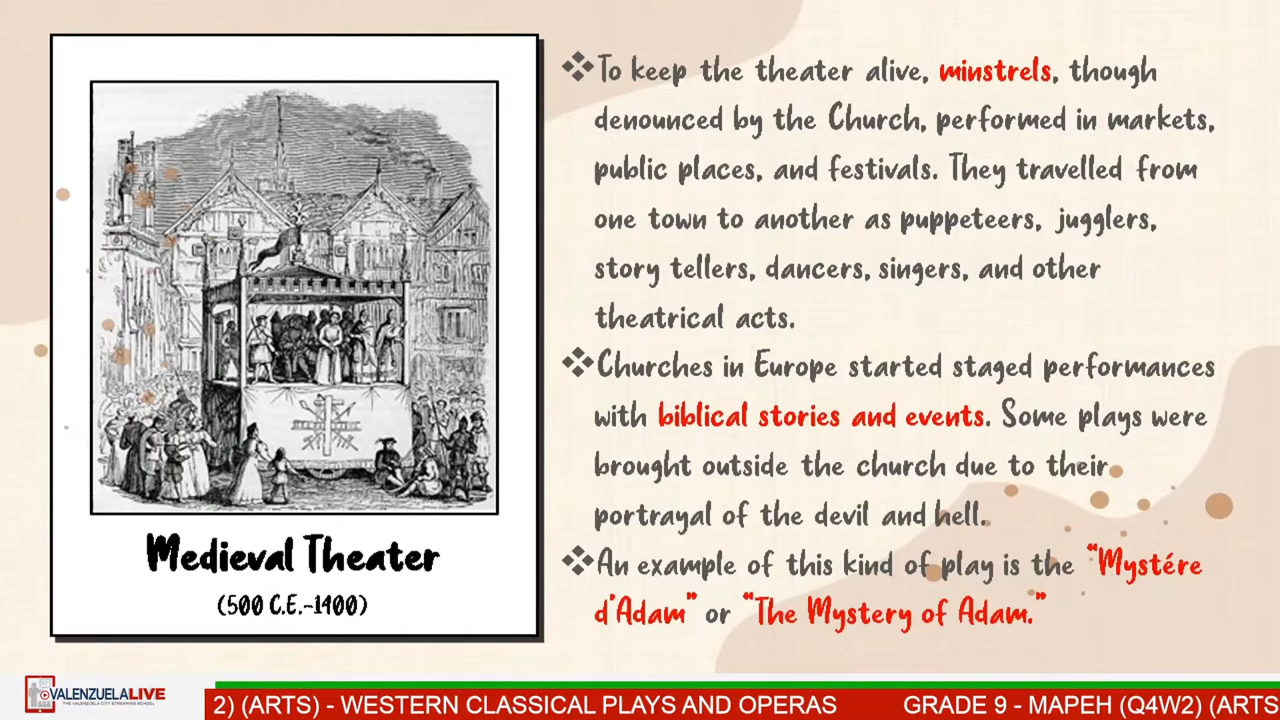 To keep the theater alive, minstrels, though
denounced by the Church, performed in markets,
public places, and festivals. They travelled from
one town to another as puppeteers, jugglers,
story tellers, dancers, singers, and other
theatrical acts.
Churches in Europe started staged performances
with biblical stories and events. Some plays were
brought outside the church due to their
portrayal of the devil and hell.
An example of this kind of play is the “Mystére
d'Adam” or “The Mystery of Adam.”
Medieval Theater
(500 C.E.-1400)
VALENZUELALIVE
THE VALENZUELA CITY STREAMING SCHOOL
2) (ARTS) - WESTERN CLASSICAL PLAYS AND OPERAS GRADE 9 - MAPEH (Q4W2) (ARTS